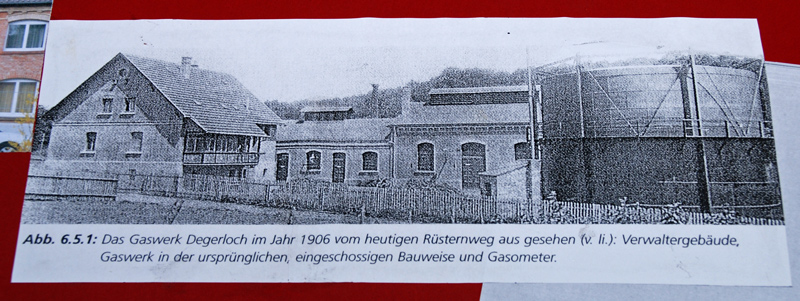 Abb. 6.5.1: Das Gaswerk Degerloch im Jahr 1906 vom heutigen Rüsternweg aus gesehen (v. li.): Verwaltergebäude,
Gaswerk in der ursprünglichen, eingeschossigen Bauweise und Gasometer.